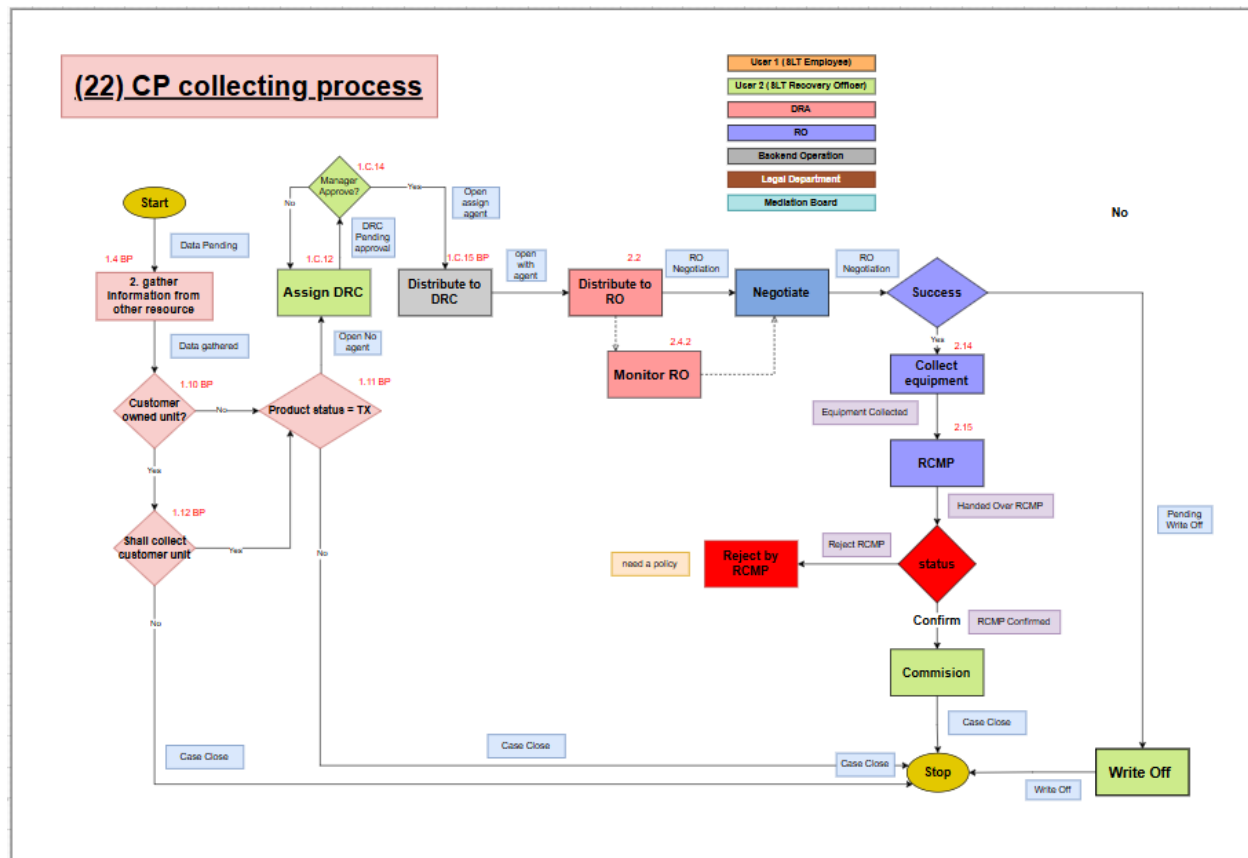 (22) CP collecting process
User 1 (SLT Employee)
User 2 (SLT Recovery Officer)
DRA
RO
Backend Operation
Legal Department
Mediation Board
No
Start
Data Pending
1.4 BP
2. gather
information from
other resource
Data gathered
1.10 BP
Customer
owned unit?
No
Yes
1.12 BP
Shall collect
customer unit
Yes
No
1.11 BP
Product status = TX
No
Open No
agent
1.C.12
Assign DRC
DRC
Pending
approval
1.C.14
Manager
Approve?
No
Yes
Open
assign
agent
1.C.15 BP
Distribute to
DRC
open
with
agent
2.2
Distribute to
RO
RO
Negotiation
2.4.2
Monitor RO
Negotiate
RO
Negotiation
Success
Yes
2.14
Collect
equipment
Equipment Collected
2.15
RCMP
Handed Over RCMP
status
Reject RCMP
Reject by
RCMP
need a policy
Confirm
RCMP Confirmed
Commision
Case Close
Pending
Write Off
Write Off
Write Off
Case Close
Case Close
Case Close
Stop